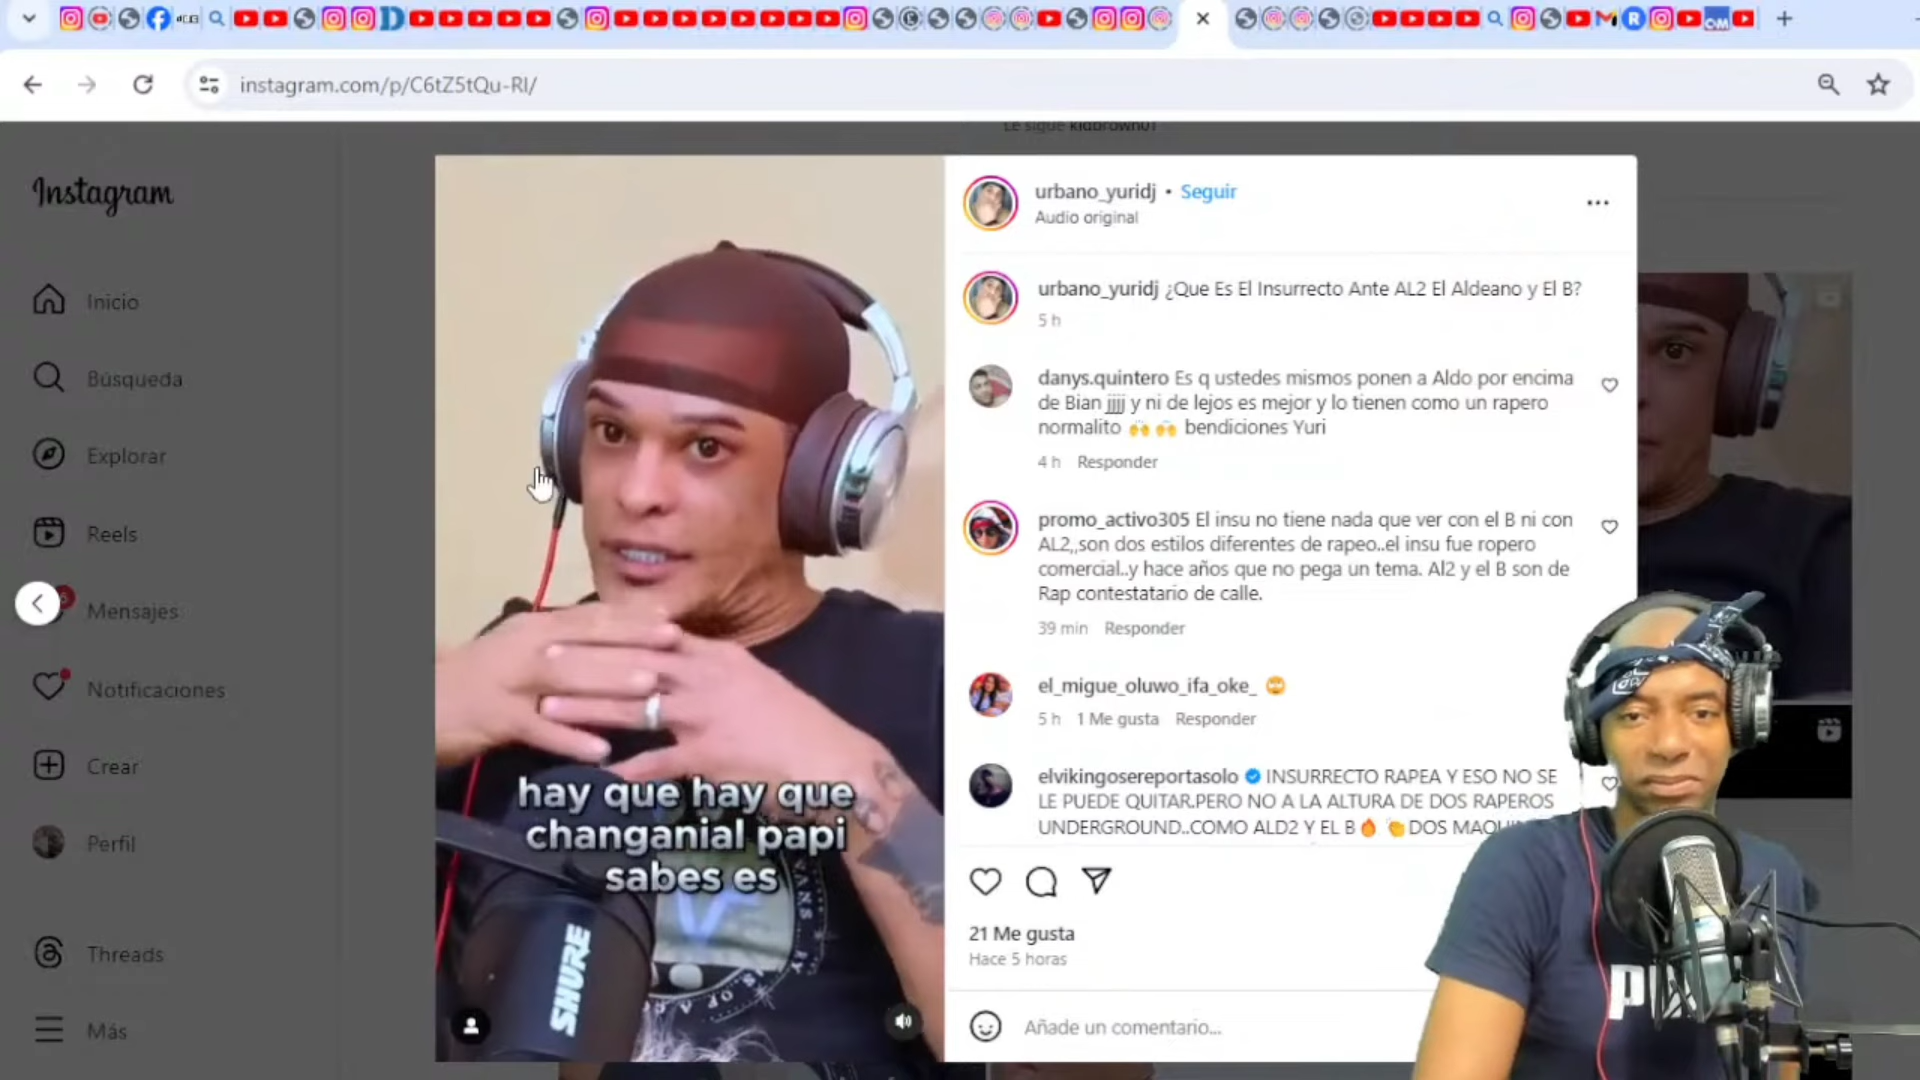 instagram.com/p/C6tZ5tQu-RI/
Le sigue kidbrown01
Instagram
Inicio
Búsqueda
Explorar
Reels
Mensajes
Notificaciones
Crear
Perfil
Threads
Más
hay que hay que
changanial papi
sabes es
SHURE
VANS
urbano_yuridj • Seguir
Audio original
urbano_yuridj ¿Que Es El Insurrecto Ante AL2 El Aldeano y El B?
5 h
danys.quintero Es q ustedes mismos ponen a Aldo por encima
de Bian jjjj y ni de lejos es mejor y lo tienen como un rapero
normalito 🙌 🙌 bendiciones Yuri
4 h Responder
promo_activo305 El insu no tiene nada que ver con el B ni con
AL2,,son dos estilos diferentes de rapeo..el insu fue ropero
comercial..y hace años que no pega un tema. Al2 y el B son de
Rap contestatario de calle.
39 min Responder
el_migue_oluwo_ifa_oke_ 🙄
5 h 1 Me gusta Responder
elvikingosereportasolo INSURRECTO RAPEA Y ESO NO SE
LE PUEDE QUITAR.PERO NO A LA ALTURA DE DOS RAPEROS
UNDERGROUND..COMO ALD2 Y EL B🔥 👏DOS
21 Me gusta
Hace 5 horas
Añade un comentario...